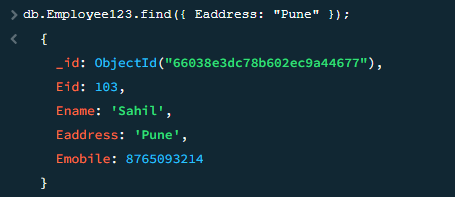 > db.Employee123.find({ Eaddress: "Pune" });
< {
_id: ObjectId("66038e3dc78b602ec9a44677"),
Eid: 103,
Ename: 'Sahil',
Eaddress: 'Pune',
Emobile: 8765093214
}